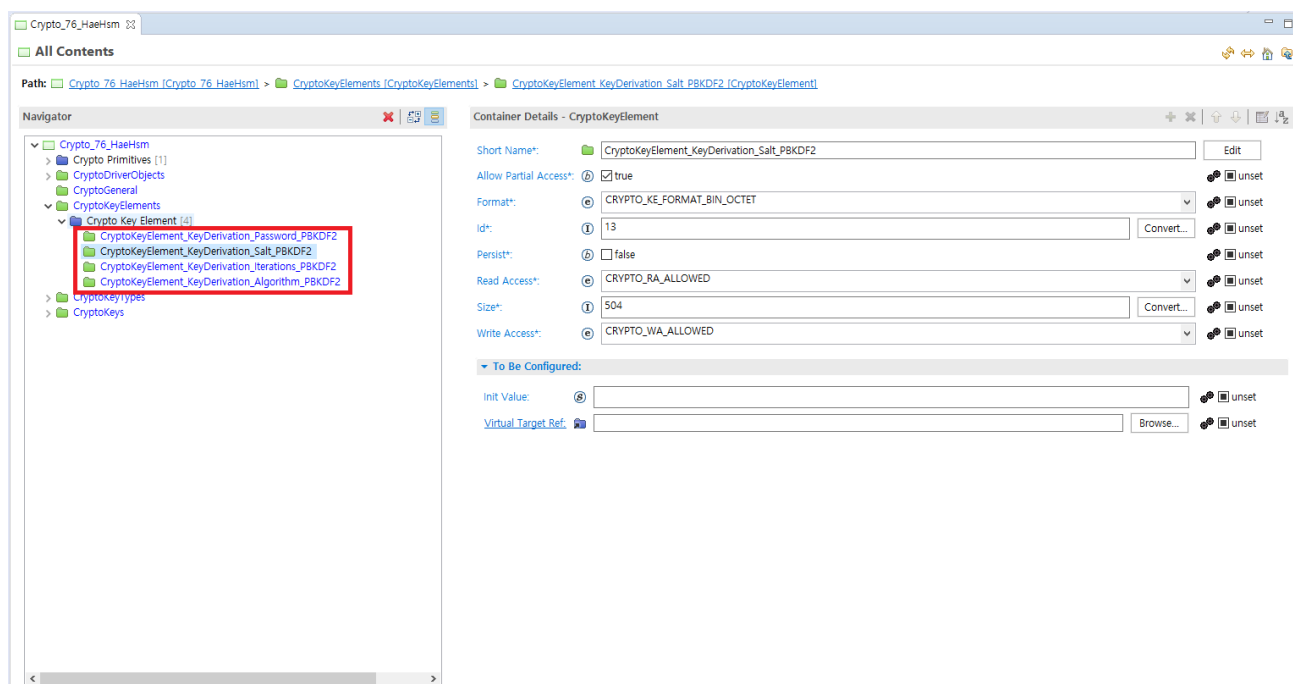 Crypto_76_HaeHsm
All Contents
Path: Crypto_76_HaeHsm [Crypto_76_HaeHsm] > CryptoKeyElements [CryptoKeyElements] > CryptoKeyElement_KeyDerivation_Salt_PBKDF2 [CryptoKeyElement]
Navigator
Crypto_76_HaeHsm
Crypto Primitives [1]
CryptoDriverObjects
CryptoGeneral
CryptoKeyElements
Crypto Key Element [4]
CryptoKeyElement_KeyDerivation_Password_PBKDF2
CryptoKeyElement_KeyDerivation_Salt_PBKDF2
CryptoKeyElement_KeyDerivation_Iterations_PBKDF2
CryptoKeyElement_KeyDerivation_Algorithm_PBKDF2
CryptoKeyTypes
CryptoKeys
Container Details - CryptoKeyElement
Short Name*: CryptoKeyElement_KeyDerivation_Salt_PBKDF2 Edit
Allow Partial Access*: true unset
Format*: CRYPTO_KE_FORMAT_BIN_OCTET unset
Id*: 13 Convert... unset
Persist*: false unset
Read Access*: CRYPTO_RA_ALLOWED unset
Size*: 504 Convert... unset
Write Access*: CRYPTO_WA_ALLOWED unset
To Be Configured:
Init Value: unset
Virtual Target Ref: Browse... unset